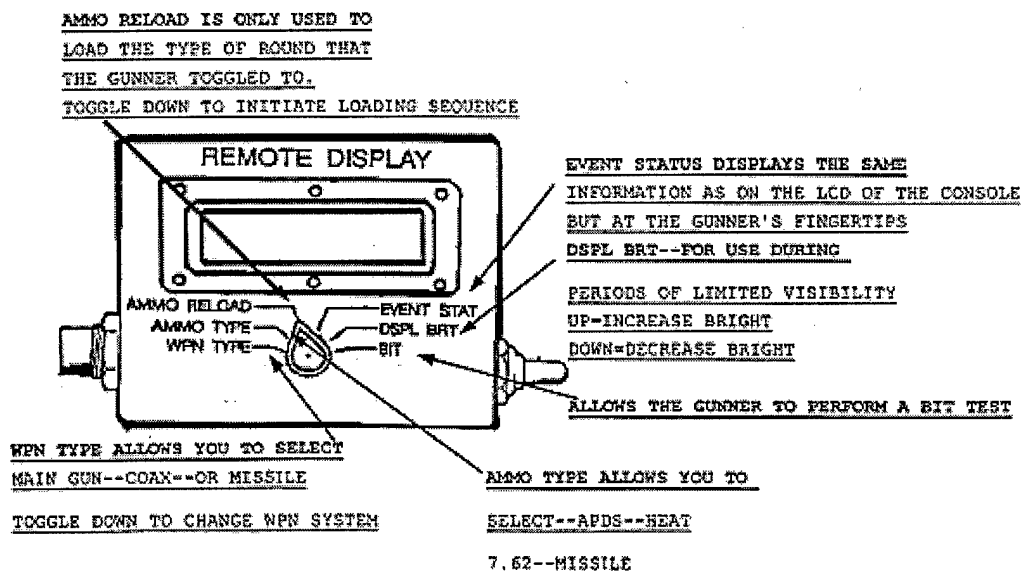 AMMO RELOAD IS ONLY USED TO
LOAD THE TYPE OF ROUND THAT
THE GUNNER TOGGLED TO.
TOGGLE DOWN TO INITIATE LOADING SEQUENCE
REMOTE DISPLAY
AMMO RELOAD
AMMO TYPE
WPN TYPE
EVENT STAT
DSPL BRT
BIT
EVENT STATUS DISPLAYS THE SAME
INFORMATION AS ON THE LCD OF THE CONSOLE
BUT AT THE GUNNER'S FINGERTIPS
DSPL BRT--FOR USE DURING
PERIODS OF LIMITED VISIBILITY
UP=INCREASE BRIGHT
DOWN=DECREASE BRIGHT
ALLOWS THE GUNNER TO PERFORM A BIT TEST
WPN TYPE ALLOWS YOU TO SELECT
MAIN GUN--COAX--OR MISSILE
TOGGLE DOWN TO CHANGE WPN SYSTEM
AMMO TYPE ALLOWS YOU TO
SELECT--APDS--HEAT
7.62--MISSILE